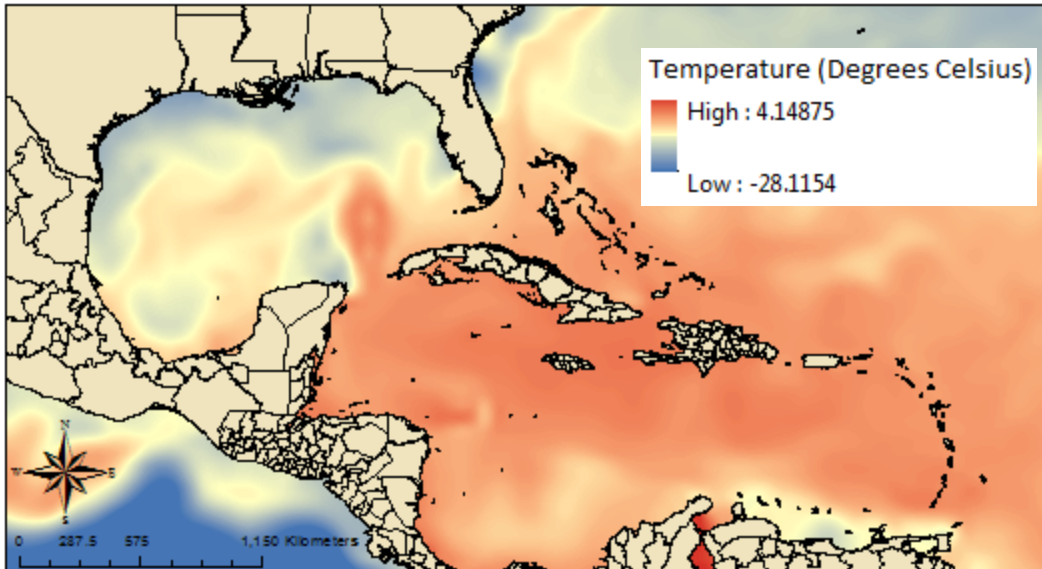 Temperature (Degrees Celsius)
High : 4.14875
Low : -28.1154
N
W E
S
0 287.5 575 1,150 Kilometers